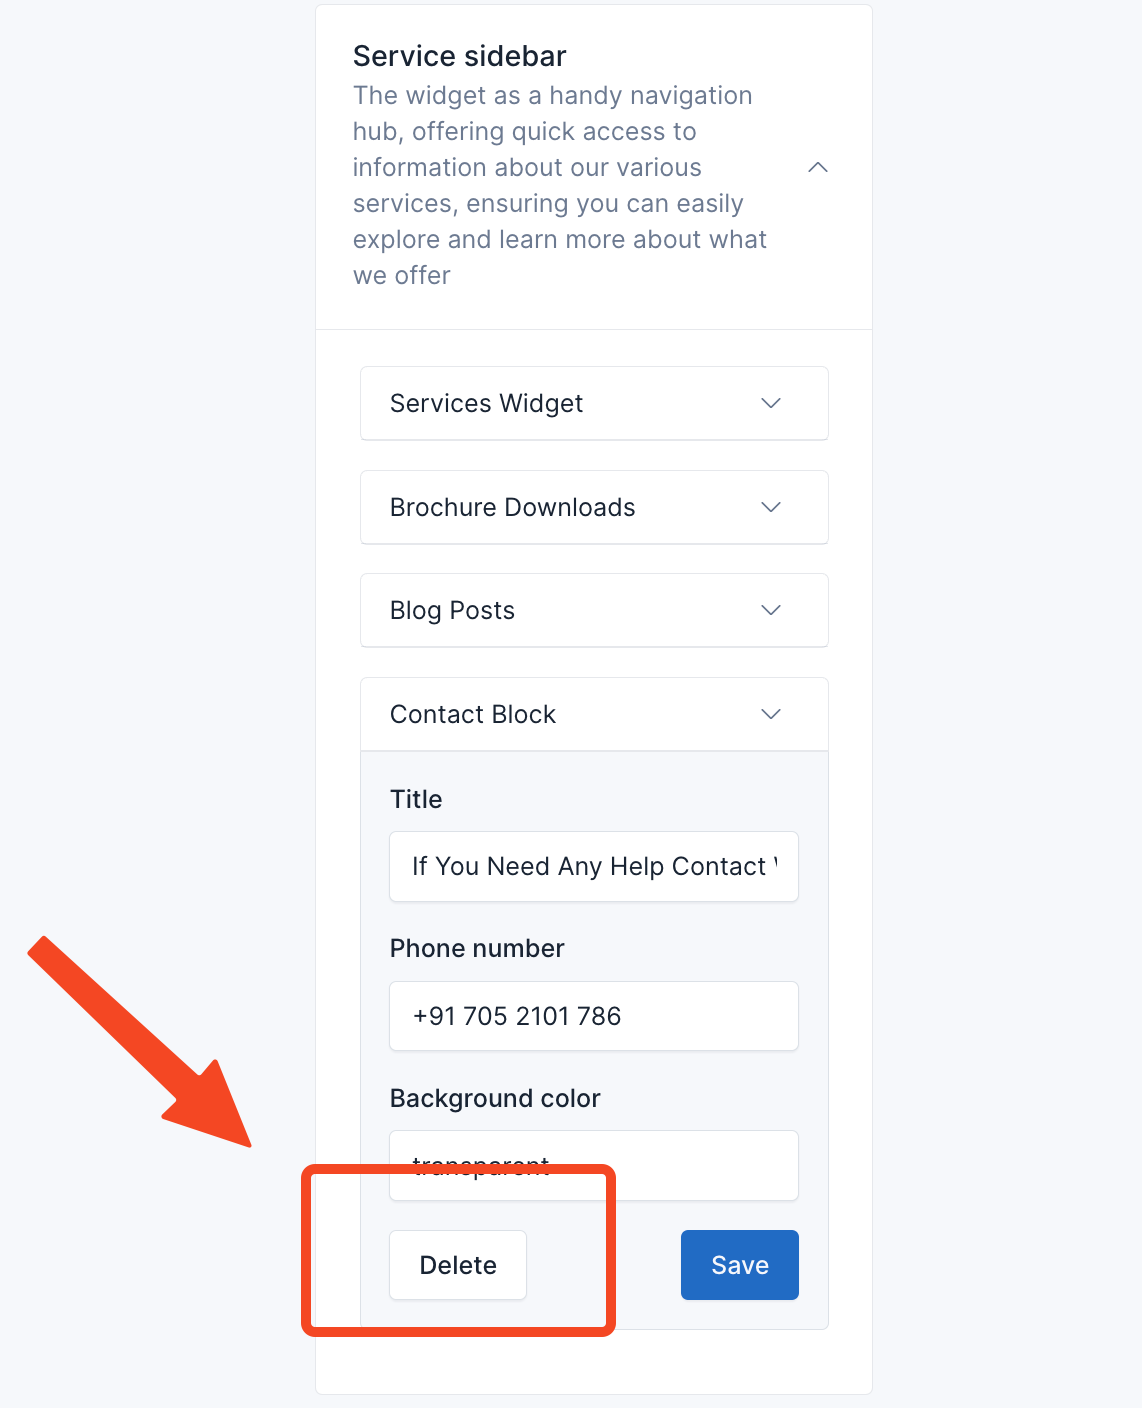 Service sidebar
The widget as a handy navigation
hub, offering quick access to
information about our various
services, ensuring you can easily
explore and learn more about what
we offer
Services Widget
Brochure Downloads
Blog Posts
Contact Block
Title
If You Need Any Help Contact
Phone number
+91 705 2101 786
Background color
transparent
Delete
Save